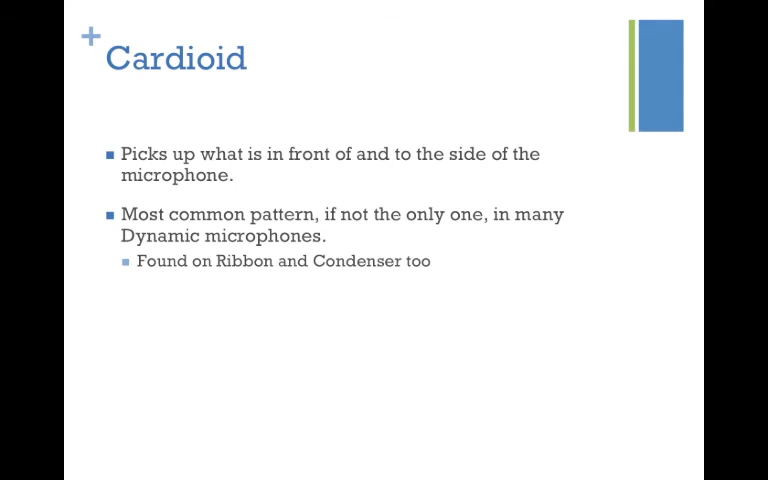 +
Cardioid
Picks up what is in front of and to the side of the
microphone.
Most common pattern, if not the only one, in many
Dynamic microphones.
Found on Ribbon and Condenser too